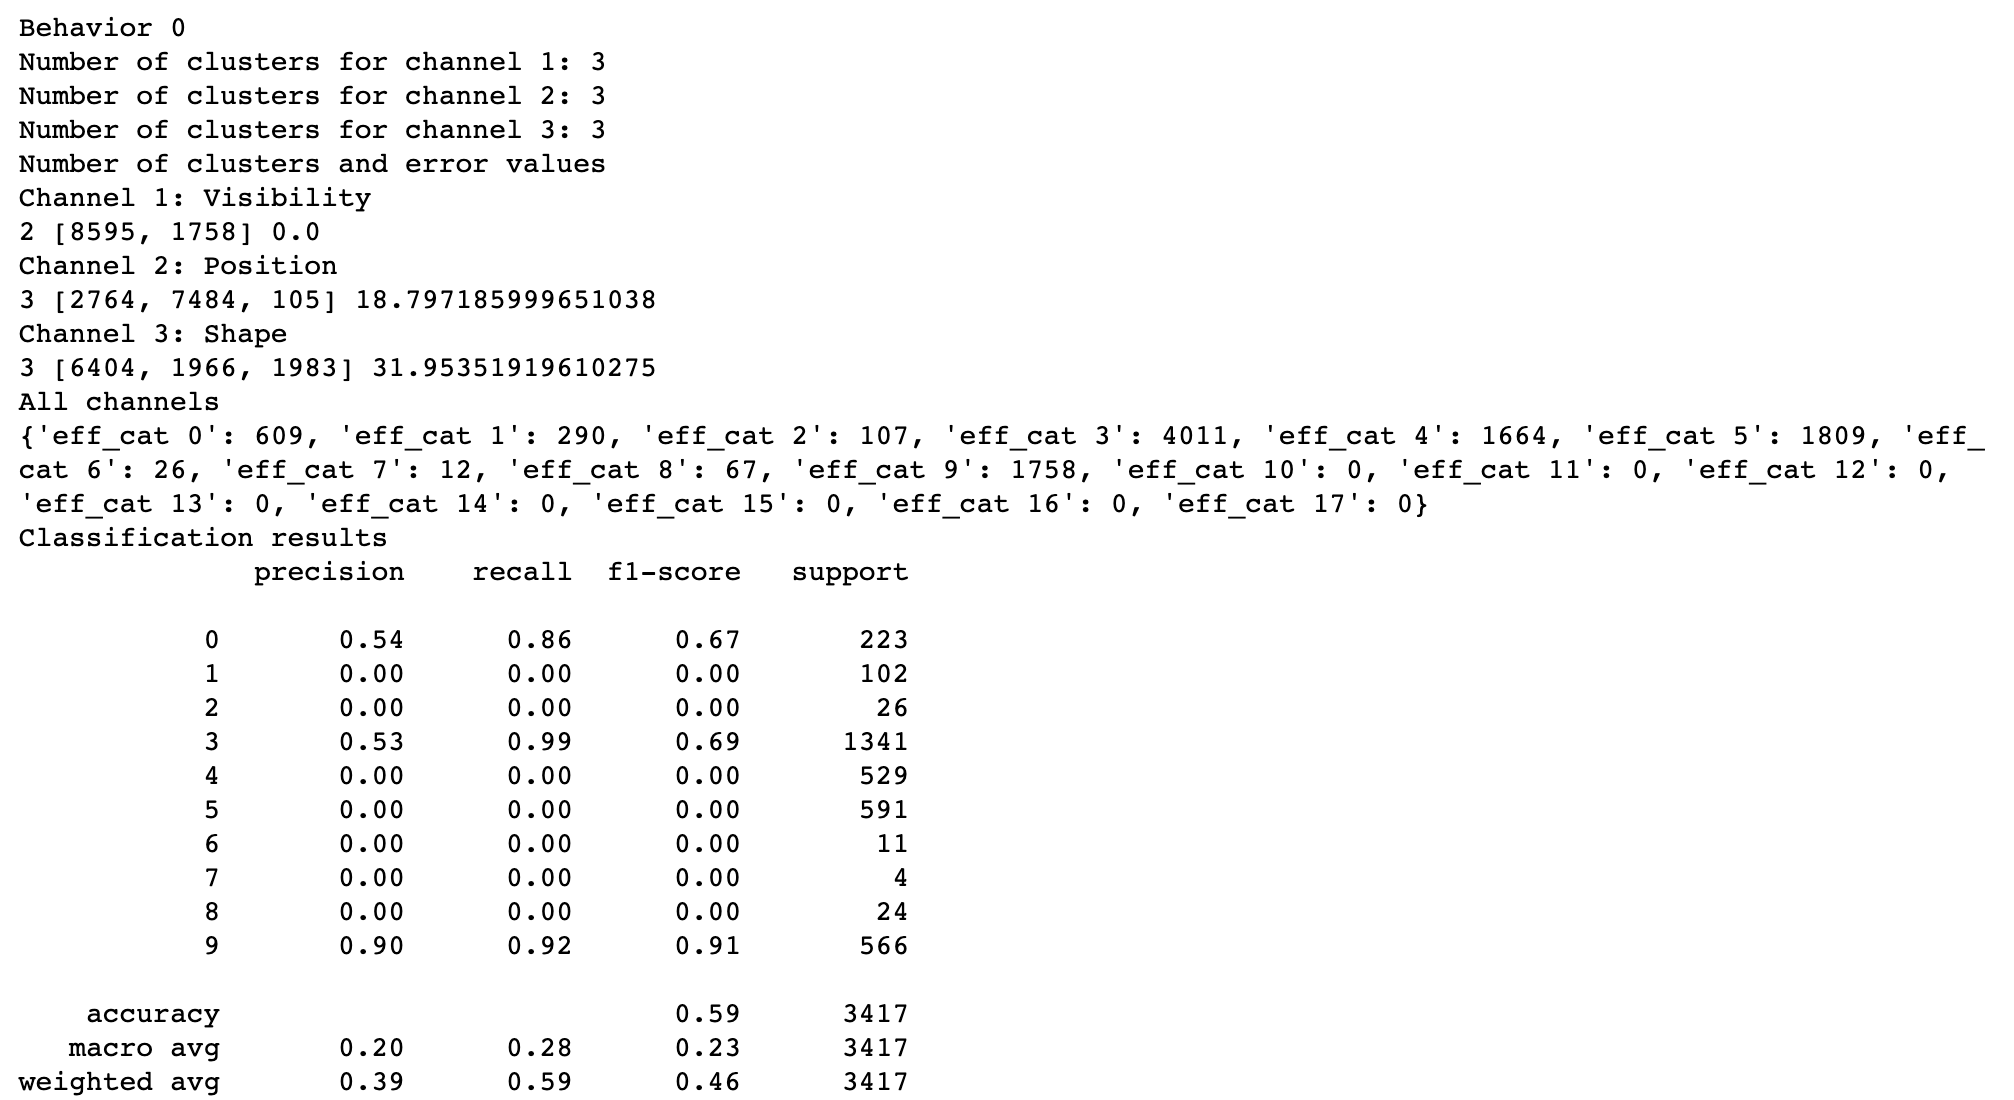 Behavior 0
Number of clusters for channel 1: 3
Number of clusters for channel 2: 3
Number of clusters for channel 3: 3
Number of clusters and error values
Channel 1: Visibility
2 [8595, 1758] 0.0
Channel 2: Position
3 [2764, 7484, 105] 18.797185999651038
Channel 3: Shape
3 [6404, 1966, 1983] 31.95351919610275
All channels
{'eff_cat 0': 609, 'eff_cat 1': 290, 'eff_cat 2': 107, 'eff_cat 3': 4011, 'eff_cat 4': 1664, 'eff_cat 5': 1809, 'eff_
cat 6': 26, 'eff_cat 7': 12, 'eff_cat 8': 67, 'eff_cat 9': 1758, 'eff_cat 10': 0, 'eff_cat 11': 0, 'eff_cat 12': 0,
'eff_cat 13': 0, 'eff_cat 14': 0, 'eff_cat 15': 0, 'eff_cat 16': 0, 'eff_cat 17': 0}
Classification results
precision recall f1-score support
0 0.54 0.86 0.67 223
1 0.00 0.00 0.00 102
2 0.00 0.00 0.00 26
3 0.53 0.99 0.69 1341
4 0.00 0.00 0.00 529
5 0.00 0.00 0.00 591
6 0.00 0.00 0.00 11
7 0.00 0.00 0.00 4
8 0.00 0.00 0.00 24
9 0.90 0.92 0.91 566
accuracy 0.59 3417
macro avg 0.20 0.28 0.23 3417
weighted avg 0.39 0.59 0.46 3417